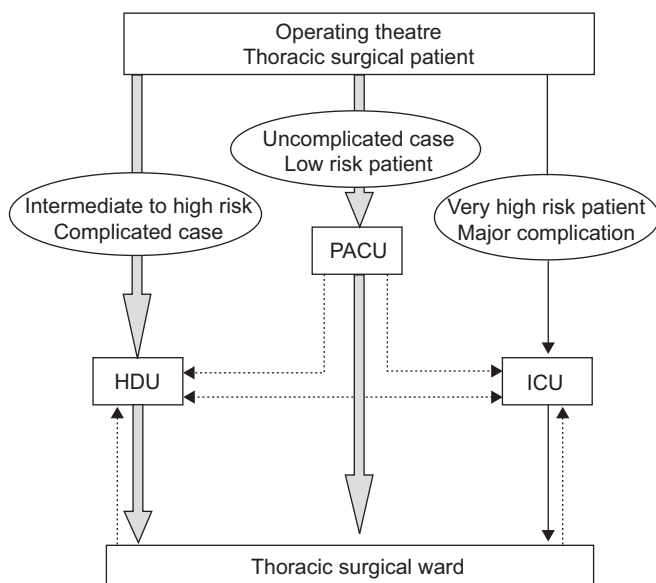 Operating theatre
Thoracic surgical patient
Uncomplicated case
Low risk patient
Intermediate to high risk
Complicated case
Very high risk patient
Major complication
PACU
HDU
ICU
Thoracic surgical ward